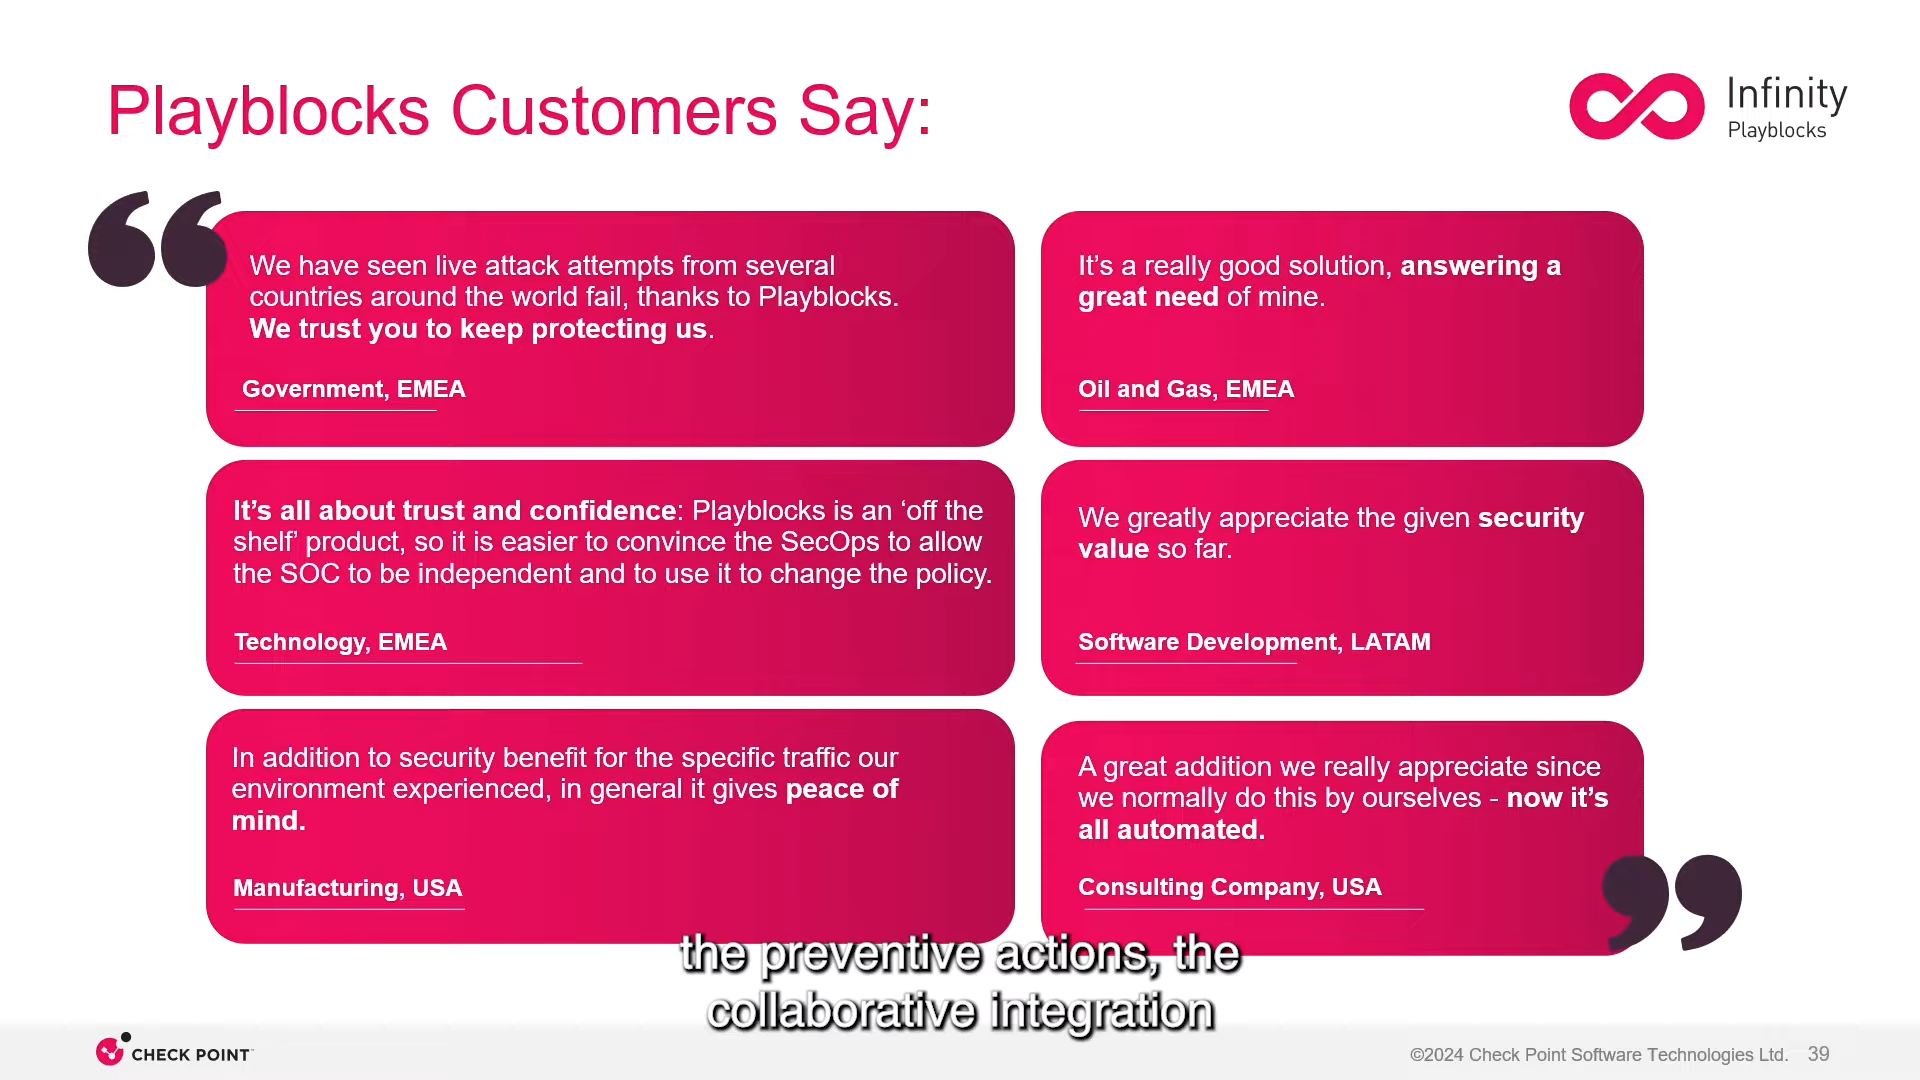 Playblocks Customers Say:
Infinity
Playblocks
“
We have seen live attack attempts from several
countries around the world fail, thanks to Playblocks.
We trust you to keep protecting us.
Government, EMEA
It’s a really good solution, answering a
great need of mine.
Oil and Gas, EMEA
It’s all about trust and confidence: Playblocks is an ‘off the
shelf’ product, so it is easier to convince the SecOps to allow
the SOC to be independent and to use it to change the policy.
Technology, EMEA
We greatly appreciate the given security
value so far.
Software Development, LATAM
In addition to security benefit for the specific traffic our
environment experienced, in general it gives peace of
mind.
Manufacturing, USA
A great addition we really appreciate since
we normally do this by ourselves - now it’s
all automated.
Consulting Company, USA
”
the preventive actions, the
collaborative integration
CHECK POINT™
©2024 Check Point Software Technologies Ltd. 39